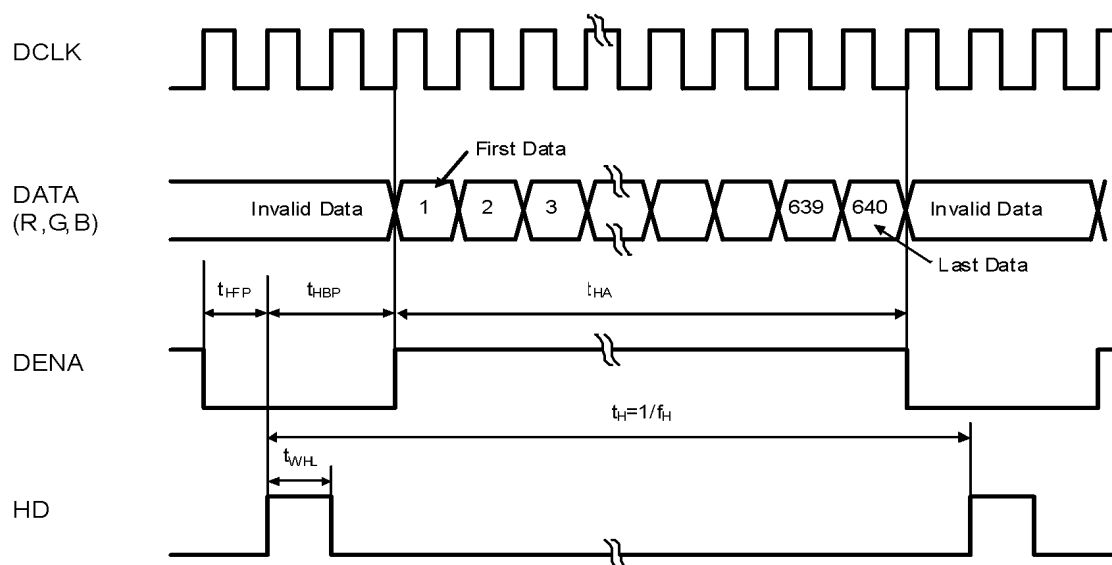 DCLK
First Data
DATA
(R,G,B)
Invalid Data 1 2 3 639 640 Invalid Data
Last Data
tHFP tHBP tHA
DENA
tH=1/fH
tWHL
HD